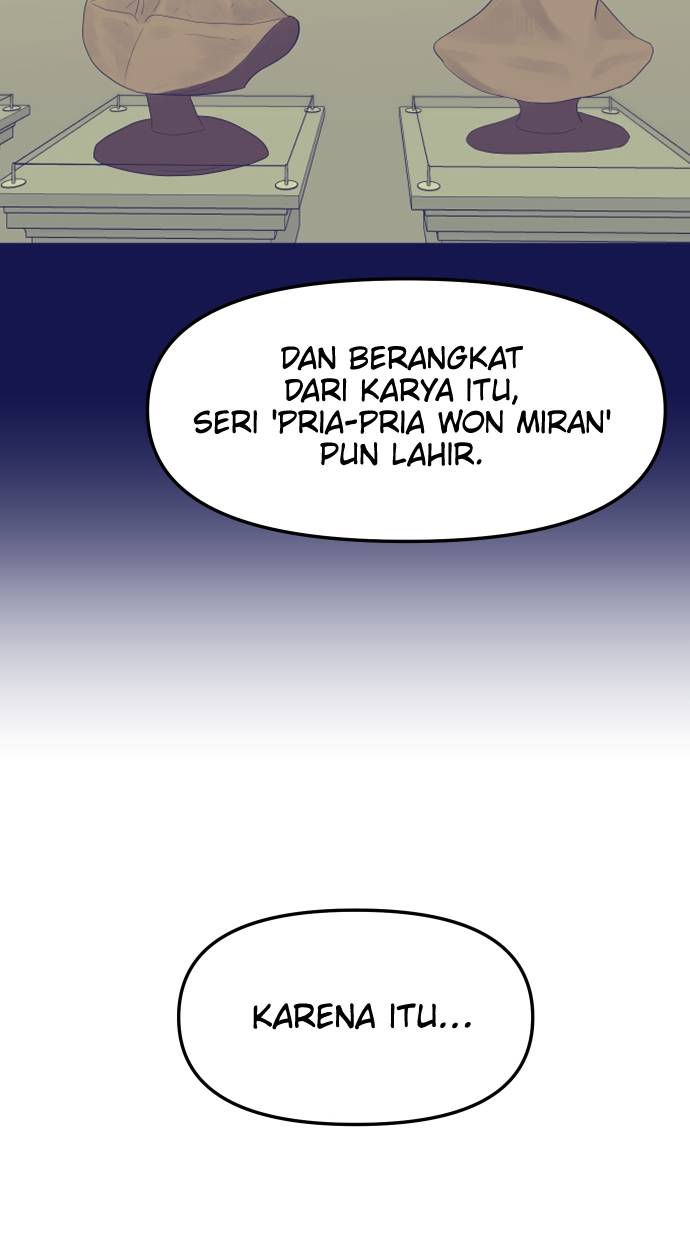 DAN BERANGKAT
DARI KARYA ITU,
SERI 'PRIA-PRIA WON MIRAN'
PUN LAHIR.
KARENA ITU...